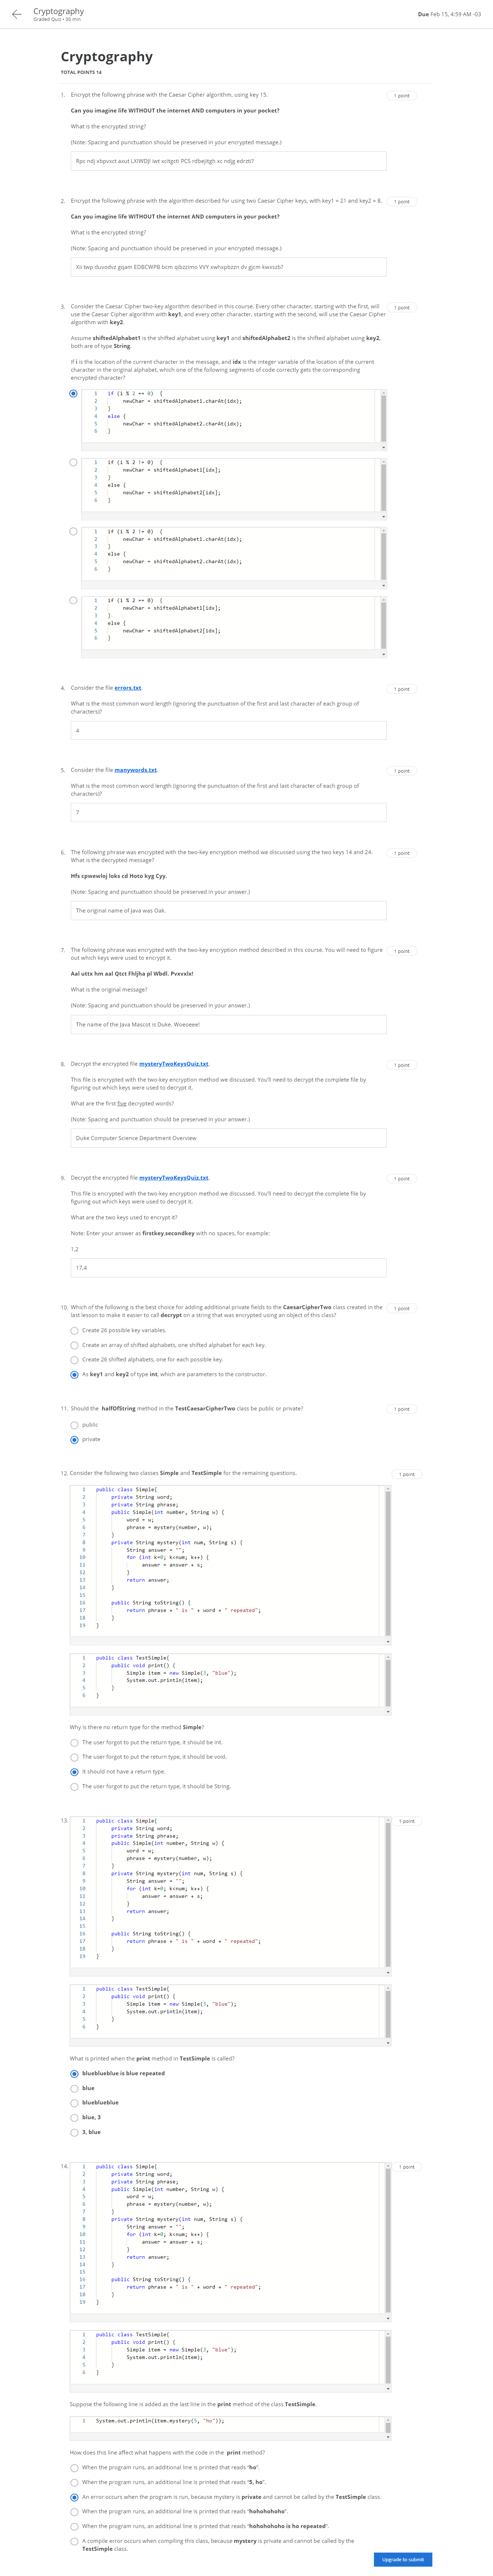 Cryptography
Graded Quiz • 30 min
Due Feb 15, 4:59 AM -03
Cryptography
TOTAL POINTS 14
1. Encrypt the following phrase with the Caesar Cipher algorithm, using key 15.
1 point
Can you imagine life WITHOUT the internet AND computers in your pocket?
What is the encrypted string?
(Note: Spacing and punctuation should be preserved in your encrypted message.)
Rpc ndj xbpvxct axut LXIWDJI iwt xcitgcti PCS rdbejitgh xc ndjg edrzti?
2. Encrypt the following phrase with the algorithm described for using two Caesar Cipher keys, with key1 = 21 and key2 = 8.
1 point
Can you imagine life WITHOUT the internet AND computers in your pocket?
What is the encrypted string?
(Note: Spacing and punctuation should be preserved in your encrypted message.)
Xii twp duvodvz gqam EDBCWPB bcm qibzzimo VVY xwhxpbzzn dv gjcm kwxszb?
3. Consider the Caesar Cipher two-key algorithm described in this course. Every other character, starting with the first, will
use the Caesar Cipher algorithm with key1, and every other character, starting with the second, will use the Caesar Cipher
algorithm with key2.
1 point
Assume shiftedAlphabet1 is the shifted alphabet using key1 and shiftedAlphabet2 is the shifted alphabet using key2,
both are of type String.
If i is the location of the current character in the message, and idx is the integer variable of the location of the current
character in the original alphabet, which one of the following segments of code correctly gets the corresponding
encrypted character?
1 if (i % 2 == 0) {
2 newChar = shiftedAlphabet1.charAt(idx);
3 }
4 else {
5 newChar = shiftedAlphabet2.charAt(idx);
6 }
1 if (i % 2 != 0) {
2 newChar = shiftedAlphabet1[idx];
3 }
4 else {
5 newChar = shiftedAlphabet2[idx];
6 }
1 if (i % 2 != 0) {
2 newChar = shiftedAlphabet1.charAt(idx);
3 }
4 else {
5 newChar = shiftedAlphabet2.charAt(idx);
6 }
1 if (i % 2 == 0) {
2 newChar = shiftedAlphabet1[idx];
3 }
4 else {
5 newChar = shiftedAlphabet2[idx];
6 }
4. Consider the file errors.txt.
1 point
What is the most common word length (ignoring the punctuation of the first and last character of each group of
characters)?
4
5. Consider the file manywords.txt.
1 point
What is the most common word length (ignoring the punctuation of the first and last character of each group of
characters)?
7
6. The following phrase was encrypted with the two-key encryption method we discussed using the two keys 14 and 24.
What is the decrypted message?
1 point
Hfs cpwewloj loks cd Hoto kyg Cyy.
(Note: Spacing and punctuation should be preserved in your answer.)
The original name of Java was Oak.
7. The following phrase was encrypted with the two-key encryption method described in this course. You will need to figure
out which keys were used to encrypt it.
1 point
Aal uttx hm aal Qtct Fhljha pl Wbdl. Pvxvxlx!
What is the original message?
(Note: Spacing and punctuation should be preserved in your answer.)
The name of the Java Mascot is Duke. Woeoeee!
8. Decrypt the encrypted file mysteryTwoKeysQuiz.txt.
1 point
This file is encrypted with the two-key encryption method we discussed. You'll need to decrypt the complete file by
figuring out which keys were used to decrypt it.
What are the first five decrypted words?
(Note: Spacing and punctuation should be preserved in your answer.)
Duke Computer Science Department Overview
9. Decrypt the encrypted file mysteryTwoKeysQuiz.txt.
1 point
This file is encrypted with the two-key encryption method we discussed. You'll need to decrypt the complete file by
figuring out which keys were used to decrypt it.
What are the two keys used to encrypt it?
Note: Enter your answer as firstkey,secondkey with no spaces, for example:
1,2
17,4
10. Which of the following is the best choice for adding additional private fields to the CaesarCipherTwo class created in the
last lesson to make it easier to call decrypt on a string that was encrypted using an object of this class?
1 point
Create 26 possible key variables.
Create an array of shifted alphabets, one shifted alphabet for each key.
Create 26 shifted alphabets, one for each possible key.
As key1 and key2 of type int, which are parameters to the constructor.
11. Should the halfOfString method in the TestCaesarCipherTwo class be public or private?
1 point
public
private
12. Consider the following two classes Simple and TestSimple for the remaining questions.
1 point
1 public class Simple{
2 private String word;
3 private String phrase;
4 public Simple(int number, String w) {
5 word = w;
6 phrase = mystery(number, w);
7 }
8 private String mystery(int num, String s) {
9 String answer = "";
10 for (int k=0; k<num; k++) {
11 answer = answer + s;
12 }
13 return answer;
14 }
15
16 public String toString() {
17 return phrase + " is " + word + " repeated";
18 }
19 }
1 public class TestSimple{
2 public void print() {
3 Simple item = new Simple(3, "blue");
4 System.out.println(item);
5 }
6 }
Why is there no return type for the method Simple?
The user forgot to put the return type, it should be int.
The user forgot to put the return type, it should be void.
It should not have a return type.
The user forgot to put the return type, it should be String.
13.
1 point
1 public class Simple{
2 private String word;
3 private String phrase;
4 public Simple(int number, String w) {
5 word = w;
6 phrase = mystery(number, w);
7 }
8 private String mystery(int num, String s) {
9 String answer = "";
10 for (int k=0; k<num; k++) {
11 answer = answer + s;
12 }
13 return answer;
14 }
15
16 public String toString() {
17 return phrase + " is " + word + " repeated";
18 }
19 }
1 public class TestSimple{
2 public void print() {
3 Simple item = new Simple(3, "blue");
4 System.out.println(item);
5 }
6 }
What is printed when the print method in TestSimple is called?
blueblueblue is blue repeated
blue
blueblueblue
blue, 3
3, blue
14.
1 point
1 public class Simple{
2 private String word;
3 private String phrase;
4 public Simple(int number, String w) {
5 word = w;
6 phrase = mystery(number, w);
7 }
8 private String mystery(int num, String s) {
9 String answer = "";
10 for (int k=0; k<num; k++) {
11 answer = answer + s;
12 }
13 return answer;
14 }
15
16 public String toString() {
17 return phrase + " is " + word + " repeated";
18 }
19 }
1 public class TestSimple{
2 public void print() {
3 Simple item = new Simple(3, "blue");
4 System.out.println(item);
5 }
6 }
Suppose the following line is added as the last line in the print method of the class TestSimple.
1 System.out.println(item.mystery(5, "ho"));
How does this line affect what happens with the code in the print method?
When the program runs, an additional line is printed that reads “ho”.
When the program runs, an additional line is printed that reads “5, ho”.
An error occurs when the program is run, because mystery is private and cannot be called by the TestSimple class.
When the program runs, an additional line is printed that reads “hohohohoho”.
When the program runs, an additional line is printed that reads “hohohohoho is ho repeated”.
A compile error occurs when compiling this class, because mystery is private and cannot be called by the
TestSimple class.
Upgrade to submit